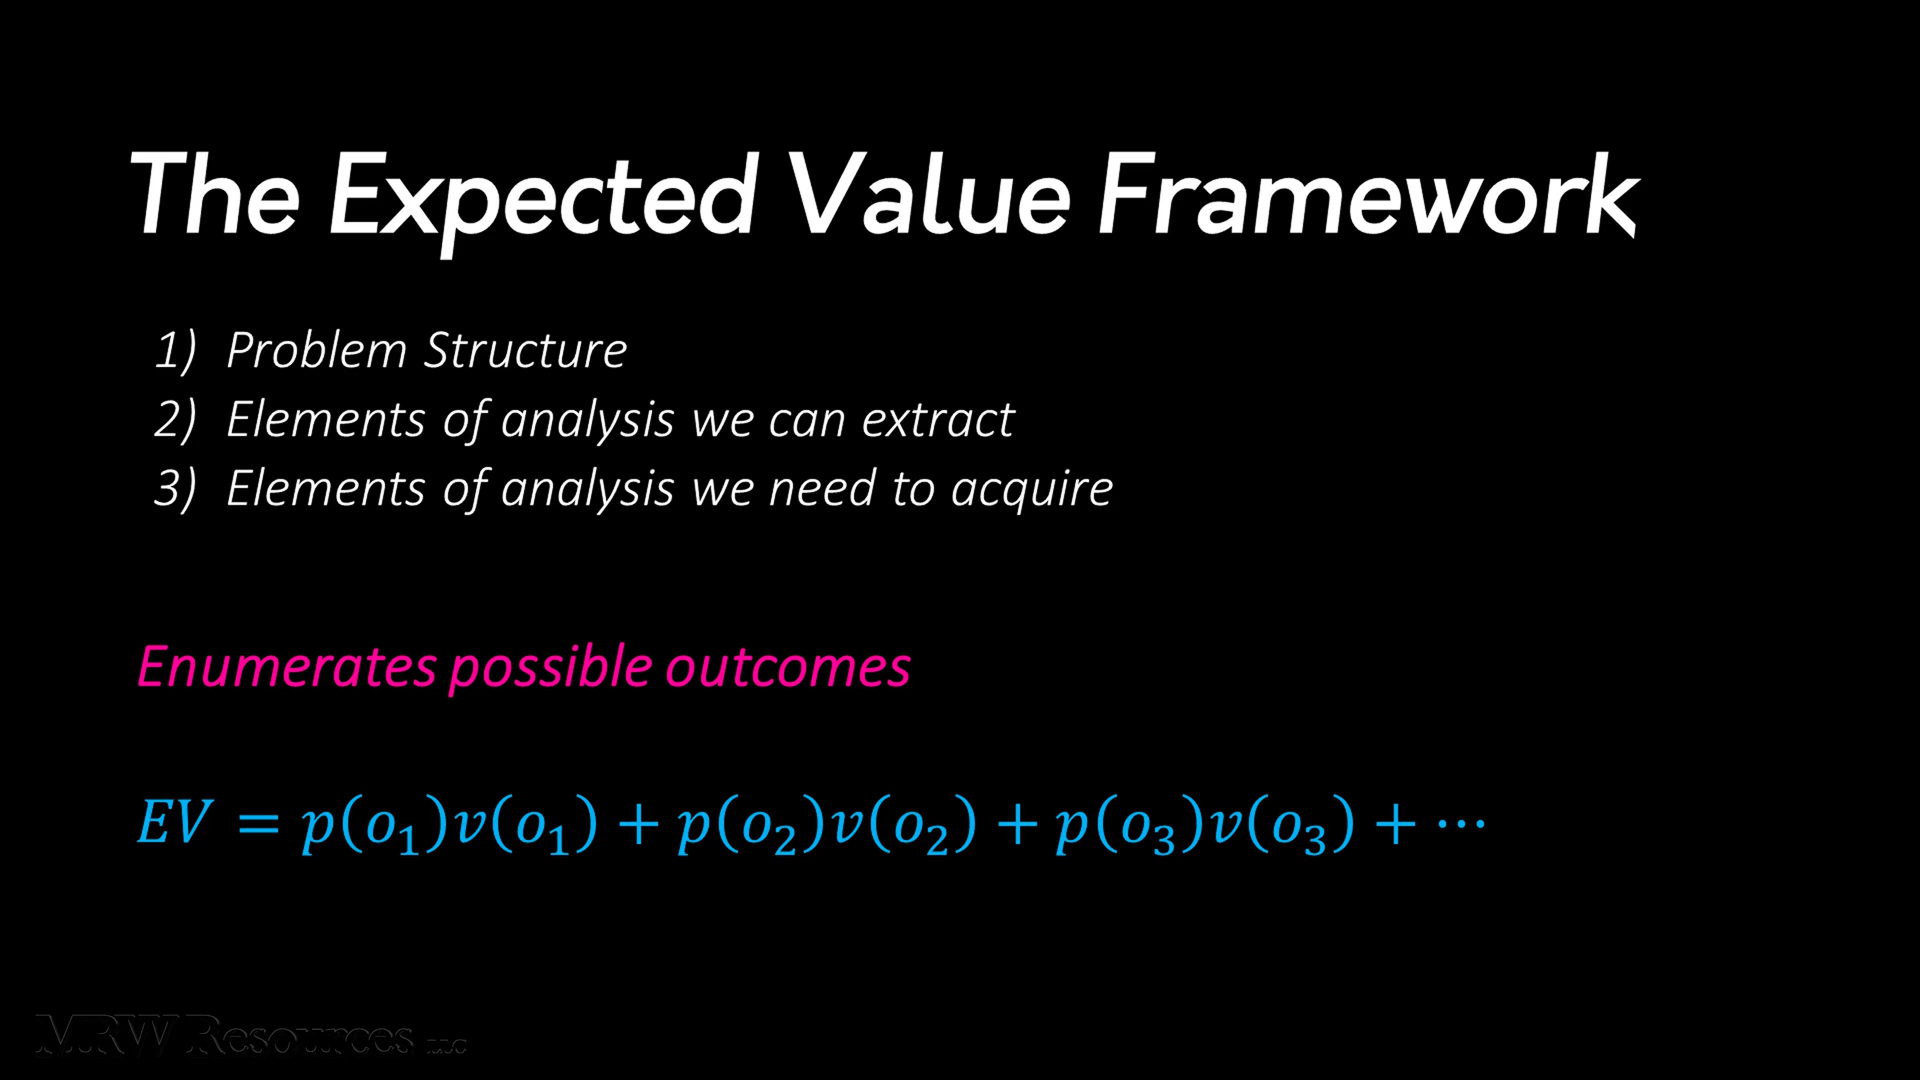 The Expected Value Framework
1) Problem Structure
2) Elements of analysis we can extract
3) Elements of analysis we need to acquire
Enumerates possible outcomes
EV = p(o₁)v(o₁) + p(o₂)v(o₂) + p(o₃)v(o₃) + ⋯
MRW Resources LLC